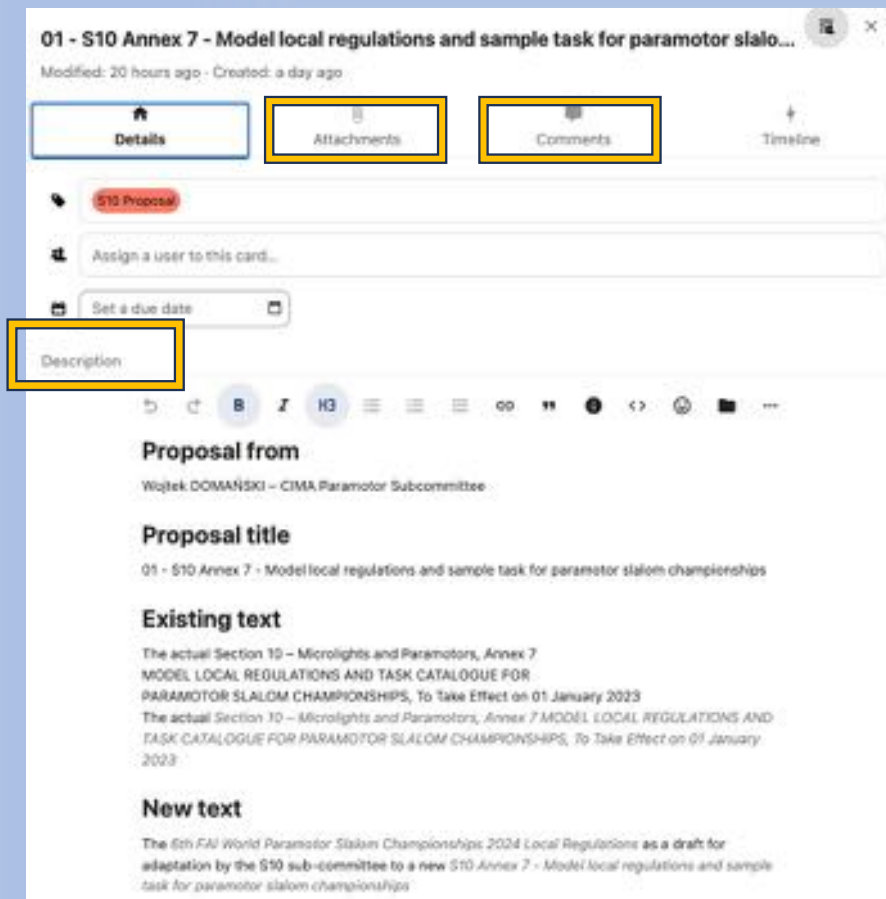 01 - S10 Annex 7 - Model local regulations and sample task for paramotor slalo...
Modified: 20 hours ago · Created: a day ago
Details Attachments Comments Timeline
S10 Proposal
Assign a user to this card...
Set a due date
Description
B I H3
Proposal from
Wojtek DOMAŃSKI – CIMA Paramotor Subcommittee
Proposal title
01 - S10 Annex 7 - Model local regulations and sample task for paramotor slalom championships
Existing text
The actual Section 10 – Microlights and Paramotors, Annex 7
MODEL LOCAL REGULATIONS AND TASK CATALOGUE FOR
PARAMOTOR SLALOM CHAMPIONSHIPS, To Take Effect on 01 January 2023
The actual Section 10 – Microlights and Paramotors, Annex 7 MODEL LOCAL REGULATIONS AND
TASK CATALOGUE FOR PARAMOTOR SLALOM CHAMPIONSHIPS, To Take Effect on 01 January
2023
New text
The 6th FAI World Paramotor Slalom Championships 2024 Local Regulations as a draft for
adaptation by the S10 sub-committee to a new S10 Annex 7 - Model local regulations and sample
task for paramotor slalom championships